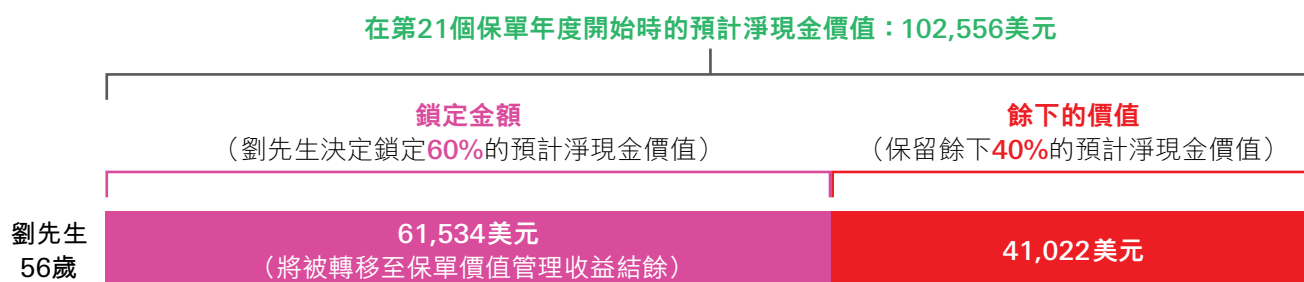 在第21個保單年度開始時的預計淨現金價值：102,556美元
鎖定金額
（劉先生決定鎖定60%的預計淨現金價值）
餘下的價值
（保留餘下40%的預計淨現金價值）
劉先生
56歲
61,534美元
（將被轉移至保單價值管理收益結餘）
41,022美元